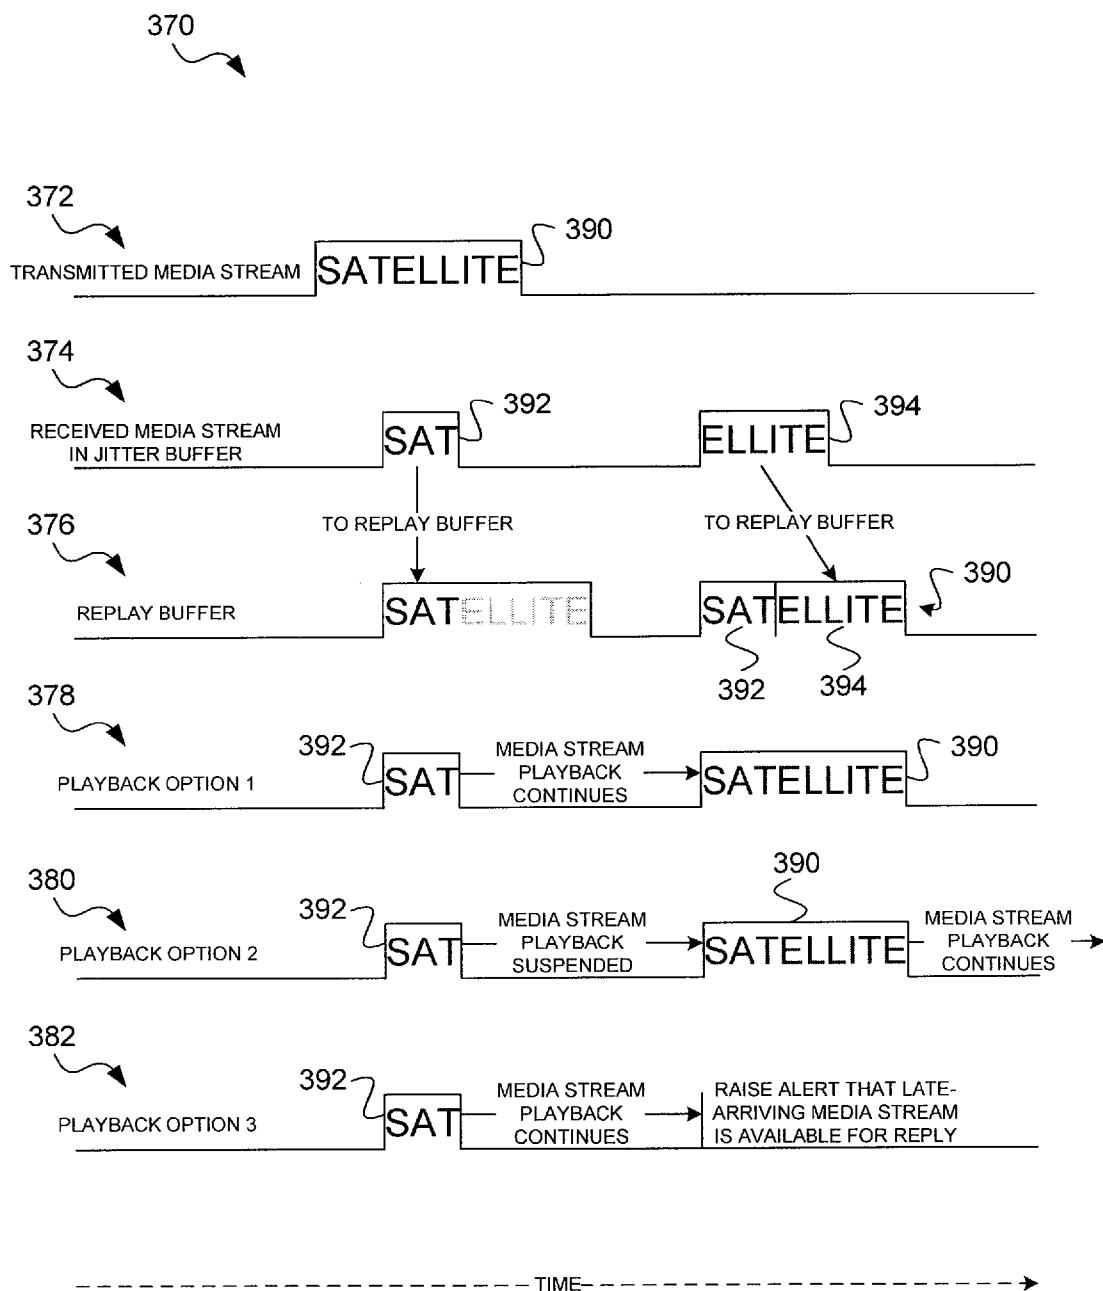 370
372
390
TRANSMITTED MEDIA STREAM
SATELLITE
374
392
394
RECEIVED MEDIA STREAM
IN JITTER BUFFER
SAT
ELLITE
TO REPLAY BUFFER
TO REPLAY BUFFER
376
390
REPLAY BUFFER
SATELLITE
SATELLITE
392
394
378
392
MEDIA STREAM
PLAYBACK
CONTINUES
390
PLAYBACK OPTION 1
SAT
SATELLITE
380
392
MEDIA STREAM
PLAYBACK
SUSPENDED
390
MEDIA STREAM
PLAYBACK
CONTINUES
PLAYBACK OPTION 2
SAT
SATELLITE
382
392
MEDIA STREAM
PLAYBACK
CONTINUES
RAISE ALERT THAT LATE-
ARRIVING MEDIA STREAM
IS AVAILABLE FOR REPLY
PLAYBACK OPTION 3
SAT
TIME